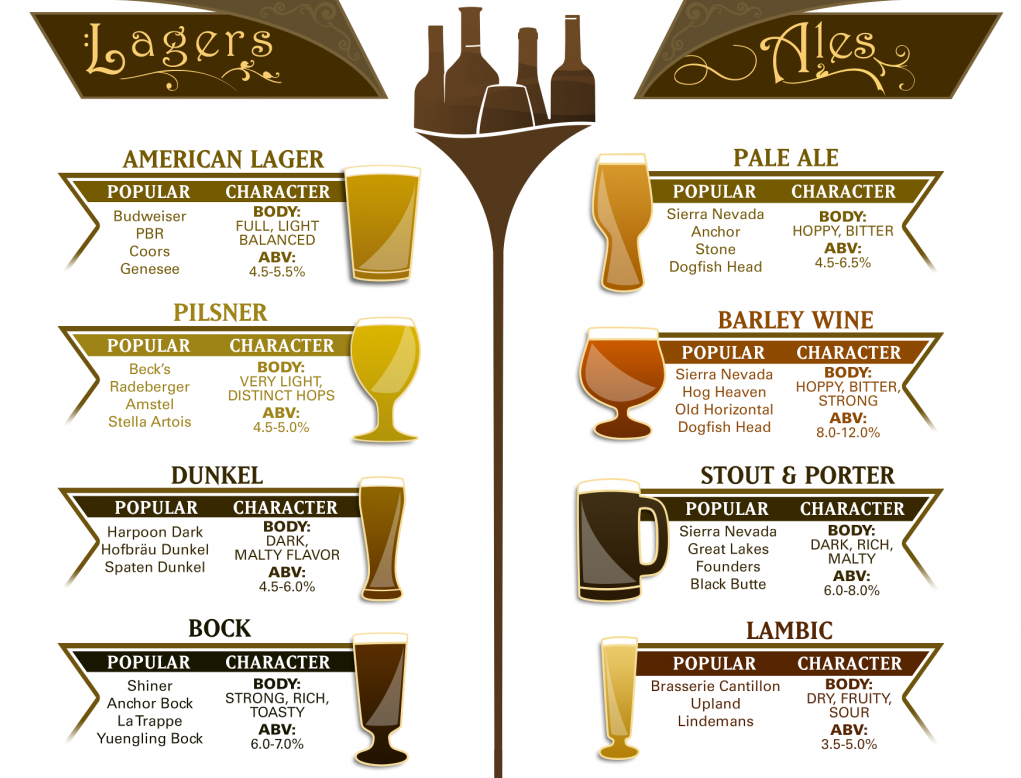 Lagers
AMERICAN LAGER
POPULAR CHARACTER
Budweiser
PBR
Coors
Genesee
BODY:
FULL, LIGHT
BALANCED
ABV:
4.5-5.5%
PILSNER
POPULAR CHARACTER
Beck's
Radeberger
Amstel
Stella Artois
BODY:
VERY LIGHT,
DISTINCT HOPS
ABV:
4.5-5.0%
DUNKEL
POPULAR CHARACTER
Harpoon Dark
Hofbräu Dunkel
Spaten Dunkel
BODY:
DARK,
MALTY FLAVOR
ABV:
4.5-6.0%
BOCK
POPULAR CHARACTER
Shiner
Anchor Bock
La Trappe
Yuengling Bock
BODY:
STRONG, RICH,
TOASTY
ABV:
6.0-7.0%
Ales
PALE ALE
POPULAR CHARACTER
Sierra Nevada
Anchor
Stone
Dogfish Head
BODY:
HOPPY, BITTER
ABV:
4.5-6.5%
BARLEY WINE
POPULAR CHARACTER
Sierra Nevada
Hog Heaven
Old Horizontal
Dogfish Head
BODY:
HOPPY, BITTER,
STRONG
ABV:
8.0-12.0%
STOUT & PORTER
POPULAR CHARACTER
Sierra Nevada
Great Lakes
Founders
Black Butte
BODY:
DARK, RICH,
MALTY
ABV:
6.0-8.0%
LAMBIC
POPULAR CHARACTER
Brasserie Cantillon
Upland
Lindemans
BODY:
DRY, FRUITY,
SOUR
ABV:
3.5-5.0%